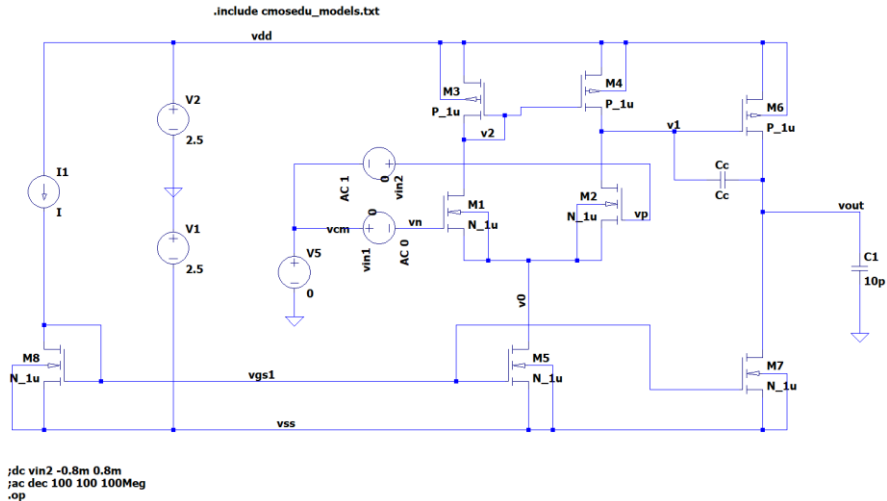 .include cmosedu_models.txt
vdd
M3
P_1u
M4
P_1u
V2
2.5
M6
P_1u
v2
v1
Cc
Cc
I1
I
AC 1
0
vin2
M1
N_1u
M2
N_1u
vp
vout
V1
2.5
vcm
0
vn
vin1
AC 0
V5
0
C1
10p
v0
M8
N_1u
vgs1
M5
N_1u
M7
N_1u
vss
;dc vin2 -0.8m 0.8m
;ac dec 100 100 100Meg
.op